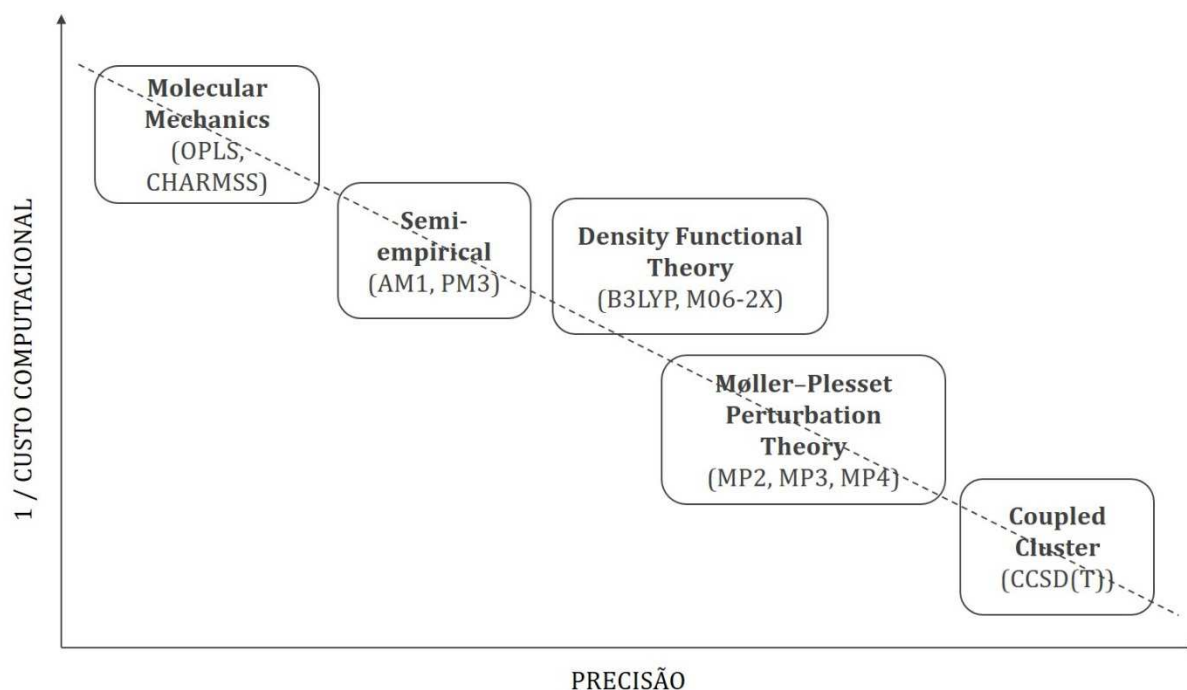 1 / CUSTO COMPUTACIONAL
Molecular
Mechanics
(OPLS,
CHARMSS)
Semi-
empirical
(AM1, PM3)
Density Functional
Theory
(B3LYP, M06-2X)
Møller–Plesset
Perturbation
Theory
(MP2, MP3, MP4)
Coupled
Cluster
(CCSD(T))
PRECISÃO